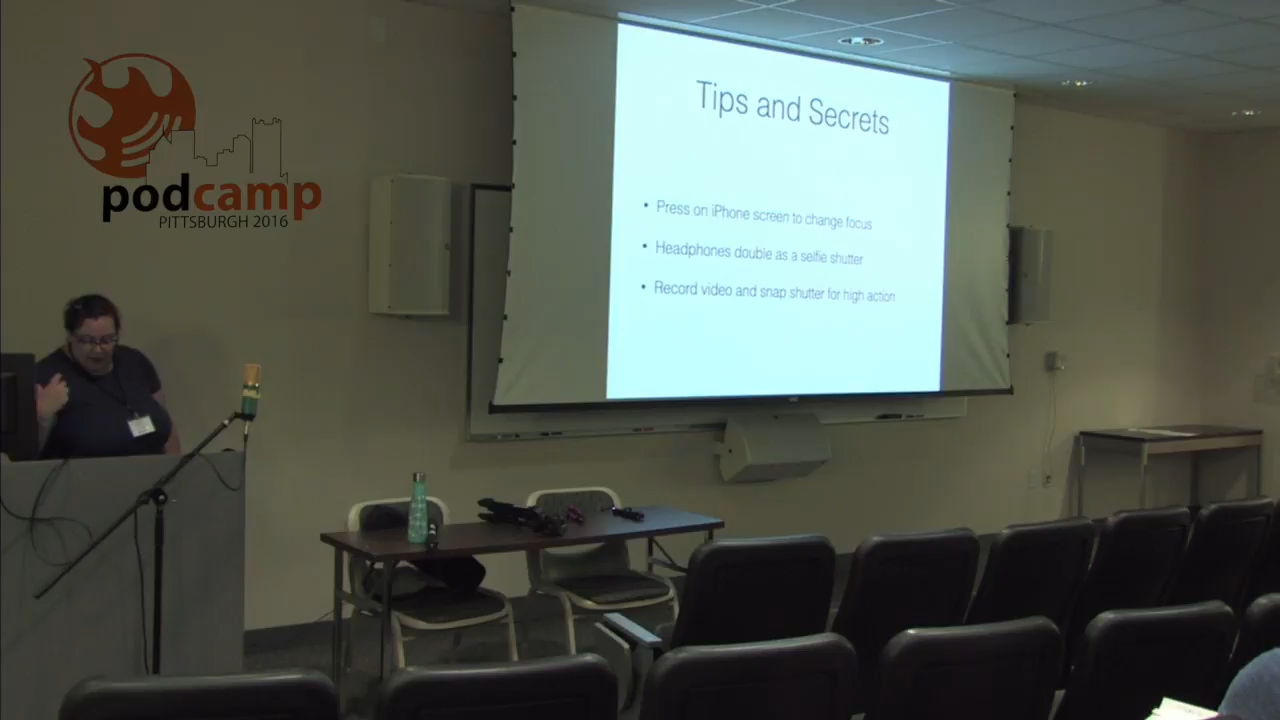 podcamp
PITTSBURGH 2016
Tips and Secrets
• Press on iPhone screen to change focus
• Headphones double as a selfie shutter
• Record video and snap shutter for high action